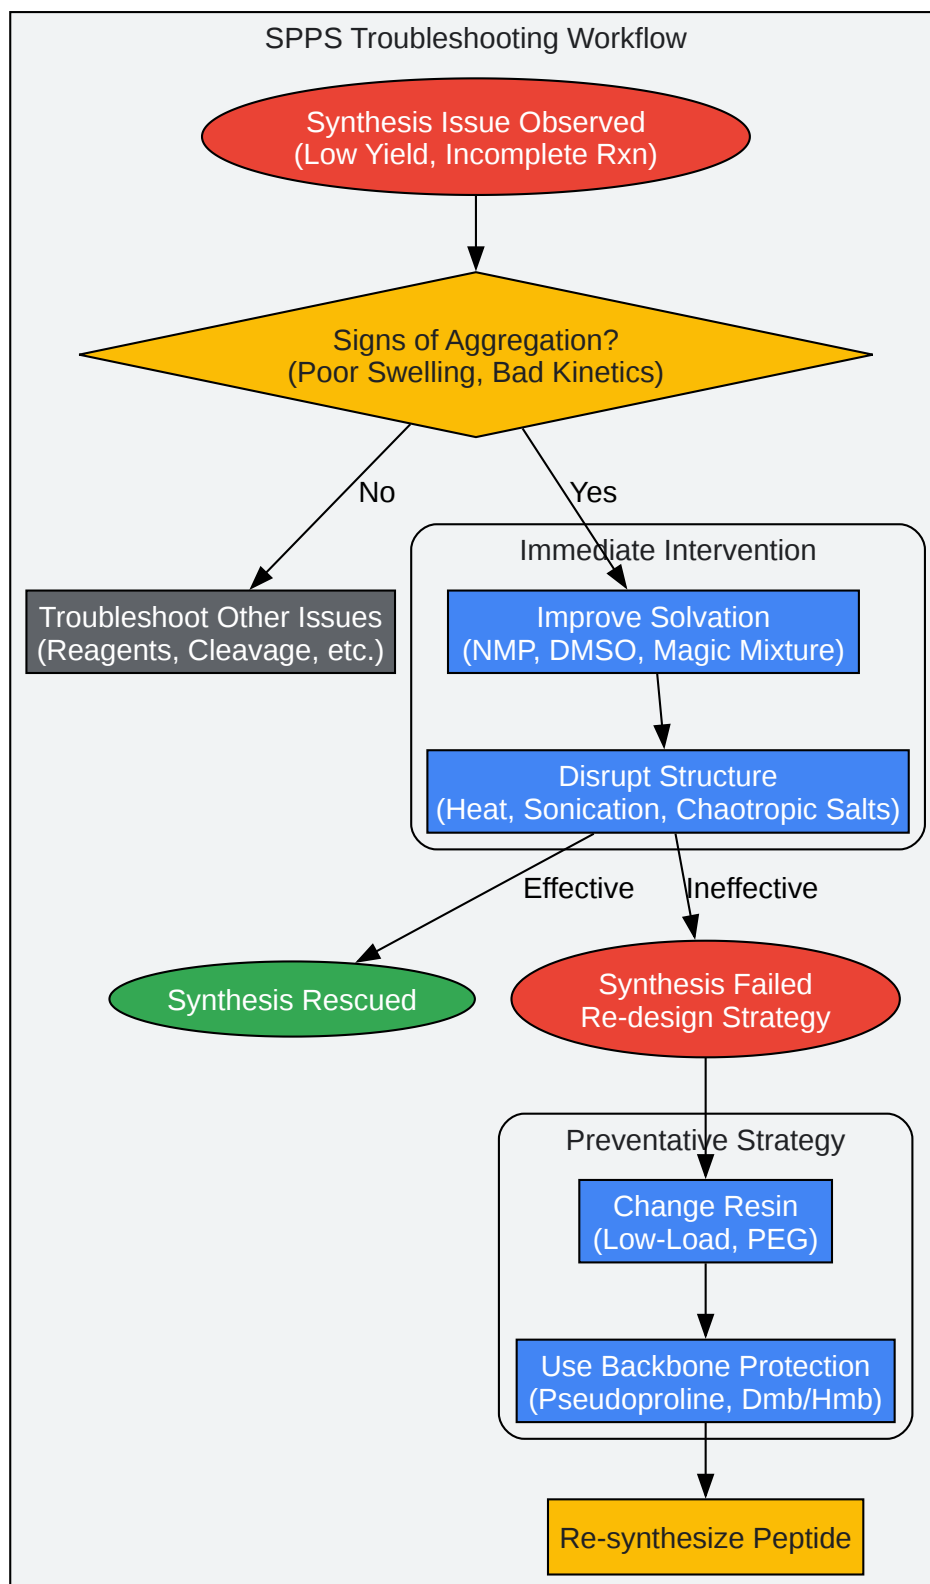 SPPS Troubleshooting Workflow
Synthesis Issue Observed
(Low Yield, Incomplete Rxn)
Signs of Aggregation?
(Poor Swelling, Bad Kinetics)
No
Yes
Immediate Intervention
Troubleshoot Other Issues
(Reagents, Cleavage, etc.)
Improve Solvation
(NMP, DMSO, Magic Mixture)
Disrupt Structure
(Heat, Sonication, Chaotropic Salts)
Effective
Ineffective
Synthesis Rescued
Synthesis Failed
Re-design Strategy
Preventative Strategy
Change Resin
(Low-Load, PEG)
Use Backbone Protection
(Pseudoproline, Dmb/Hmb)
Re-synthesize Peptide